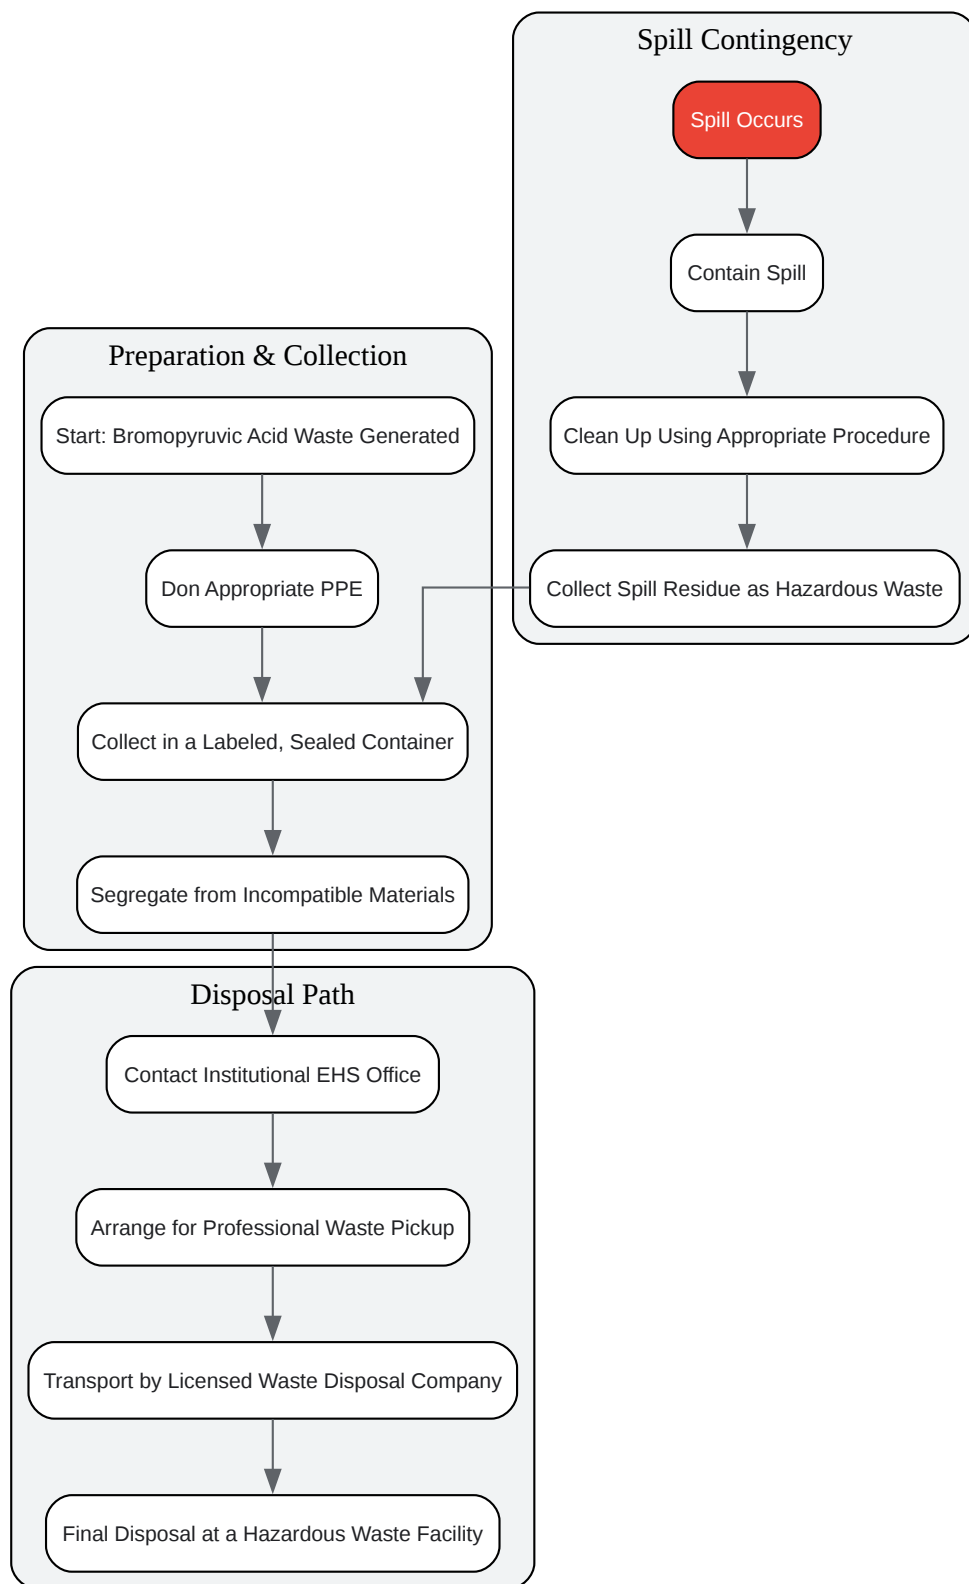 Spill Contingency
Spill Occurs
Contain Spill
Clean Up Using Appropriate Procedure
Collect Spill Residue as Hazardous Waste
Preparation & Collection
Start: Bromopyruvic Acid Waste Generated
Don Appropriate PPE
Collect in a Labeled, Sealed Container
Segregate from Incompatible Materials
Disposal Path
Contact Institutional EHS Office
Arrange for Professional Waste Pickup
Transport by Licensed Waste Disposal Company
Final Disposal at a Hazardous Waste Facility